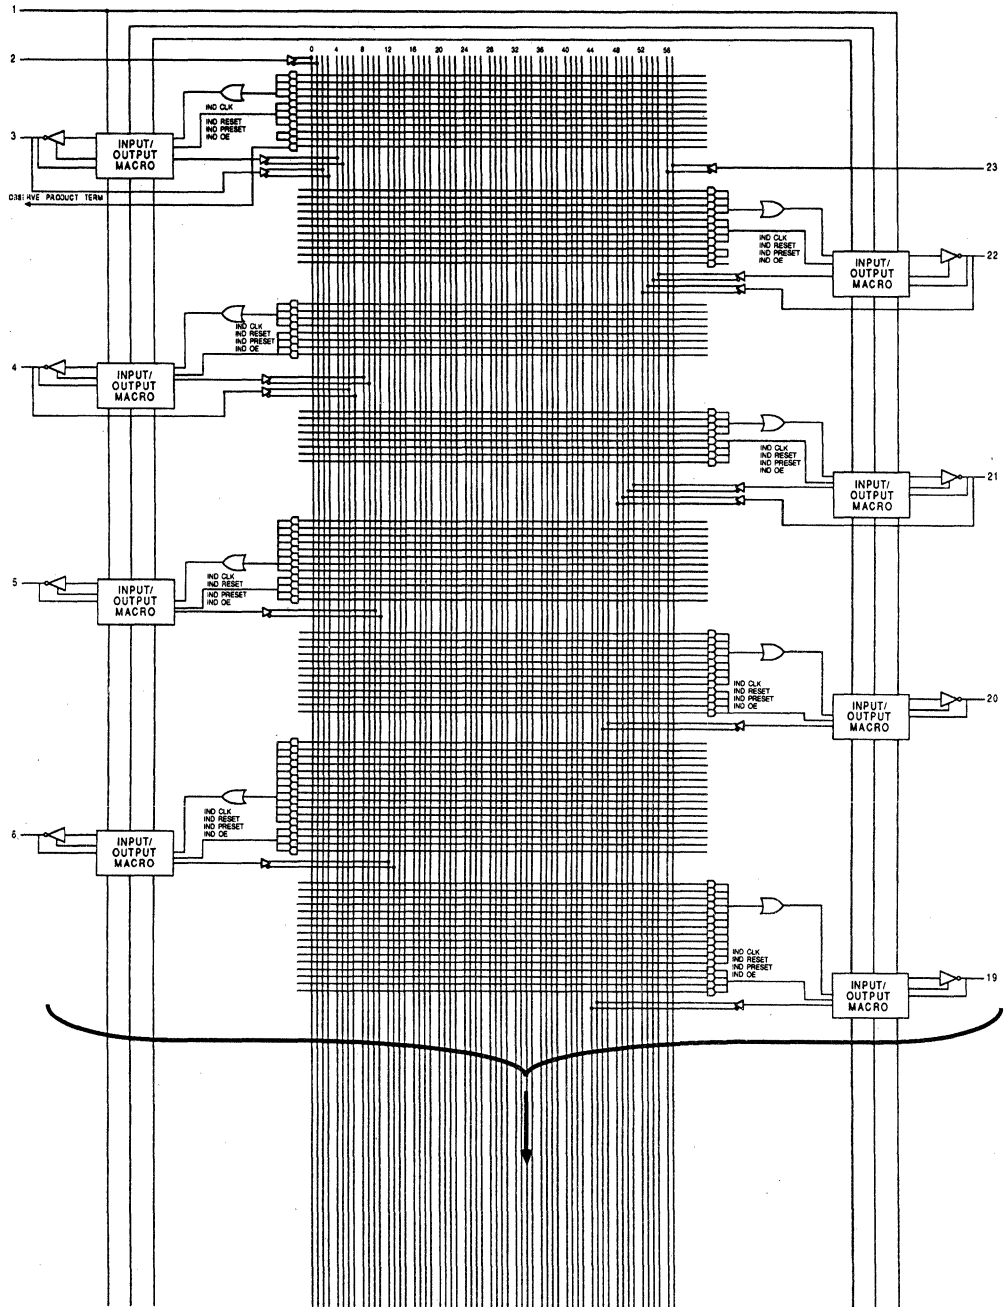 1
2
0 4 8 12 16 20 24 28 32 36 40 44 48 52 56
IND CLK
IND RESET
IND PRESET
IND OE
3
INPUT/
OUTPUT
MACRO
23
OBSERVE PRODUCT TERM
IND CLK
IND RESET
IND PRESET
IND OE
22
INPUT/
OUTPUT
MACRO
IND CLK
IND RESET
IND PRESET
IND OE
4
INPUT/
OUTPUT
MACRO
IND CLK
IND RESET
IND PRESET
IND OE
21
INPUT/
OUTPUT
MACRO
IND CLK
IND RESET
IND PRESET
IND OE
5
INPUT/
OUTPUT
MACRO
IND CLK
IND RESET
IND PRESET
IND OE
20
INPUT/
OUTPUT
MACRO
IND CLK
IND RESET
IND PRESET
IND OE
6
INPUT/
OUTPUT
MACRO
IND CLK
IND RESET
IND PRESET
IND OE
19
INPUT/
OUTPUT
MACRO